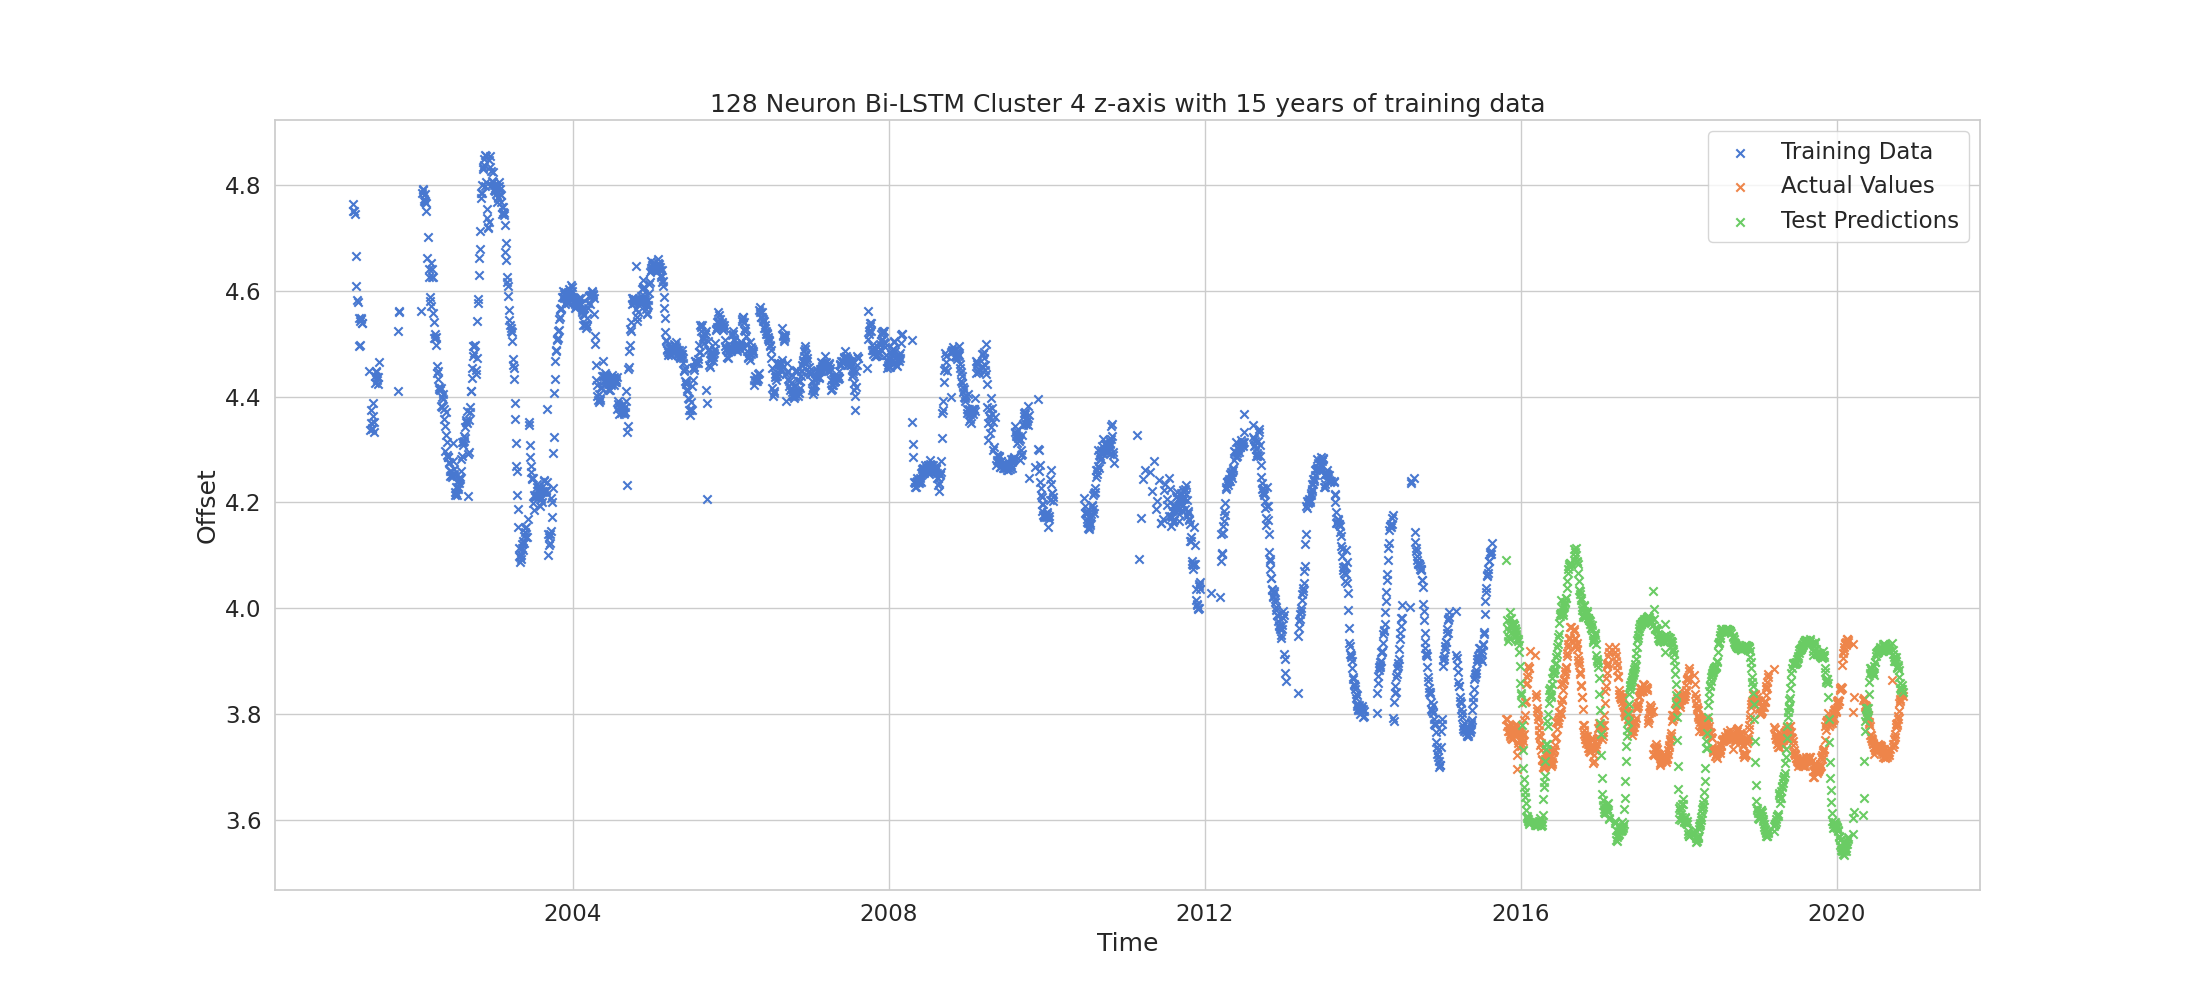 128 Neuron Bi-LSTM Cluster 4 z-axis with 15 years of training data
Training Data
Actual Values
Test Predictions
4.8
4.6
4.4
4.2
4.0
3.8
3.6
Offset
2004 2008 2012 2016 2020
Time